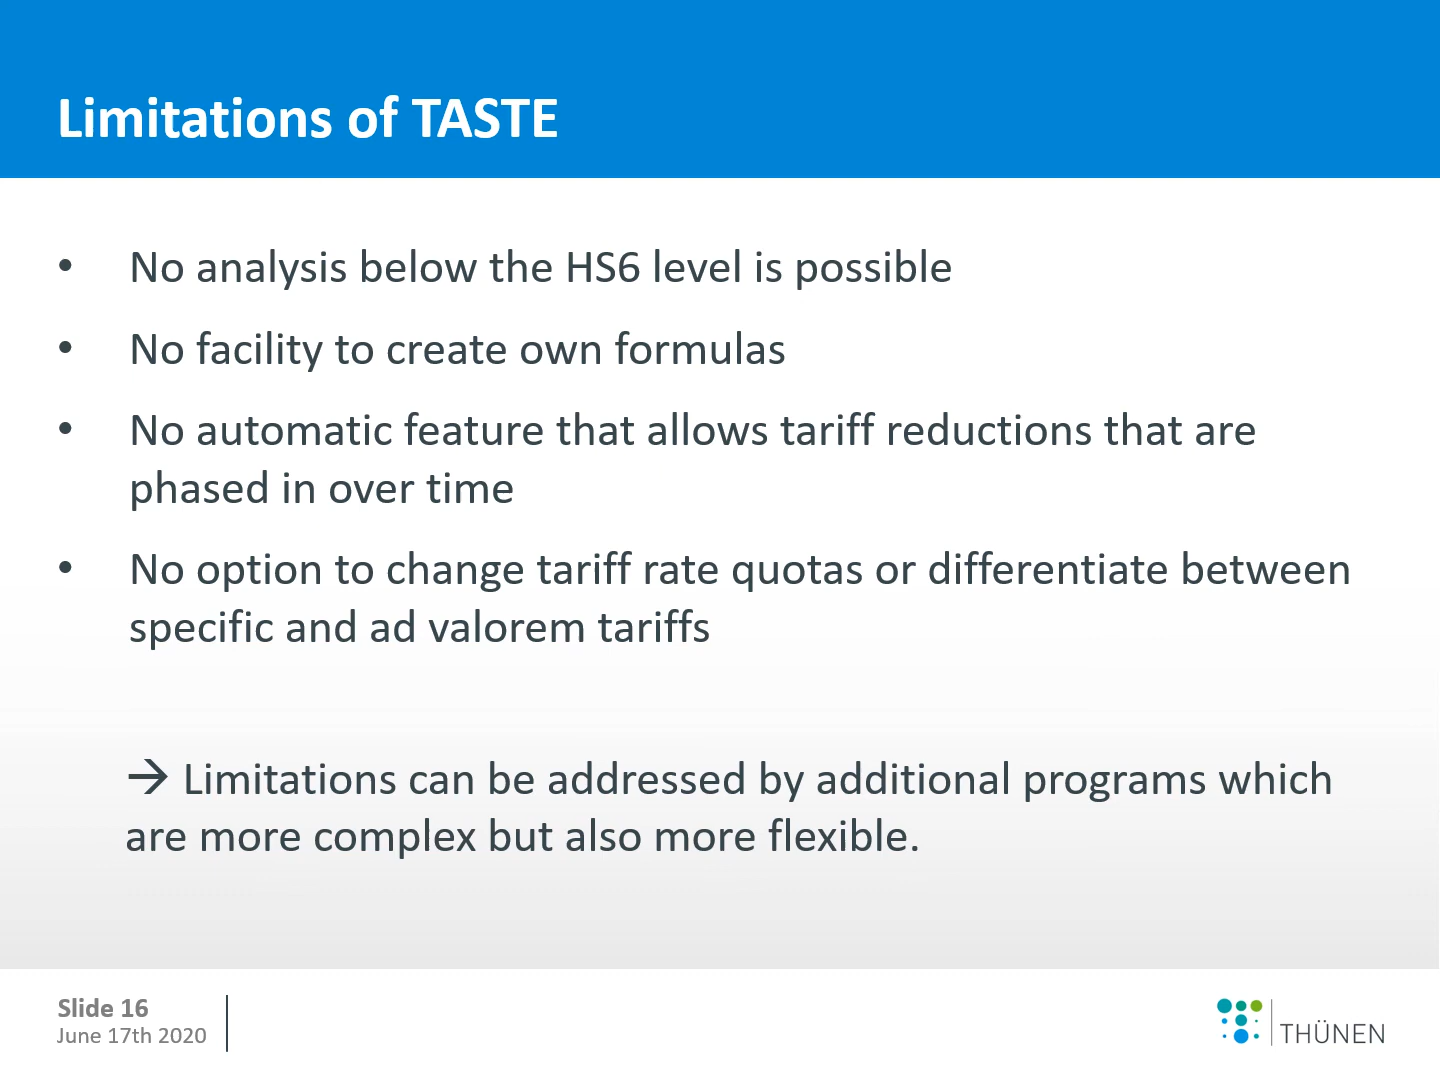 Limitations of TASTE
• No analysis below the HS6 level is possible
• No facility to create own formulas
• No automatic feature that allows tariff reductions that are
phased in over time
• No option to change tariff rate quotas or differentiate between
specific and ad valorem tariffs
→ Limitations can be addressed by additional programs which
are more complex but also more flexible.
Slide 16
June 17th 2020
THÜNEN